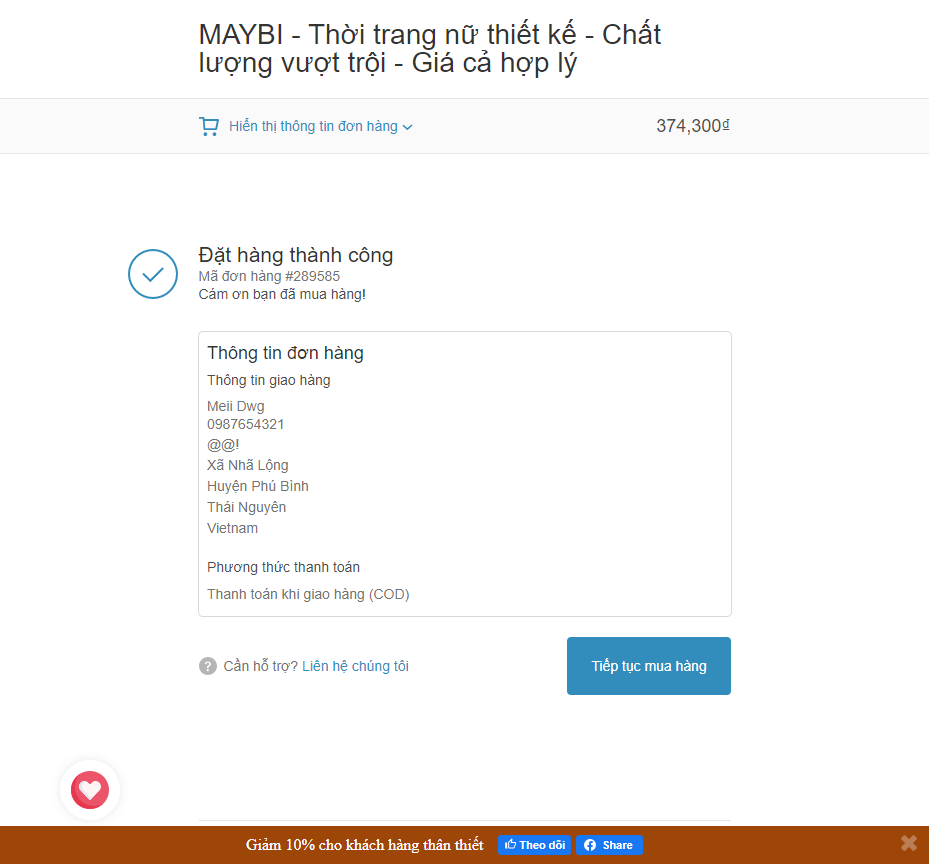 MAYBI - Thời trang nữ thiết kế - Chất
lượng vượt trội - Giá cả hợp lý
Hiển thị thông tin đơn hàng
374,300₫
Đặt hàng thành công
Mã đơn hàng #289585
Cám ơn bạn đã mua hàng!
Thông tin đơn hàng
Thông tin giao hàng
Meii Dwg
0987654321
@@!
Xã Nhã Lộng
Huyện Phú Bình
Thái Nguyên
Vietnam
Phương thức thanh toán
Thanh toán khi giao hàng (COD)
? Cần hỗ trợ? Liên hệ chúng tôi
Tiếp tục mua hàng
Giảm 10% cho khách hàng thân thiết
Theo dõi
Share